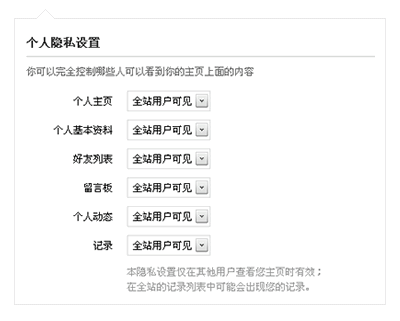 个人隐私设置
你可以完全控制哪些人可以看到你的主页上面的内容
个人主页 全站用户可见
个人基本资料 全站用户可见
好友列表 全站用户可见
留言板 全站用户可见
个人动态 全站用户可见
记录 全站用户可见
本隐私设置仅在其他用户查看您主页时有效；
在全站的记录列表中可能会出现您的记录。